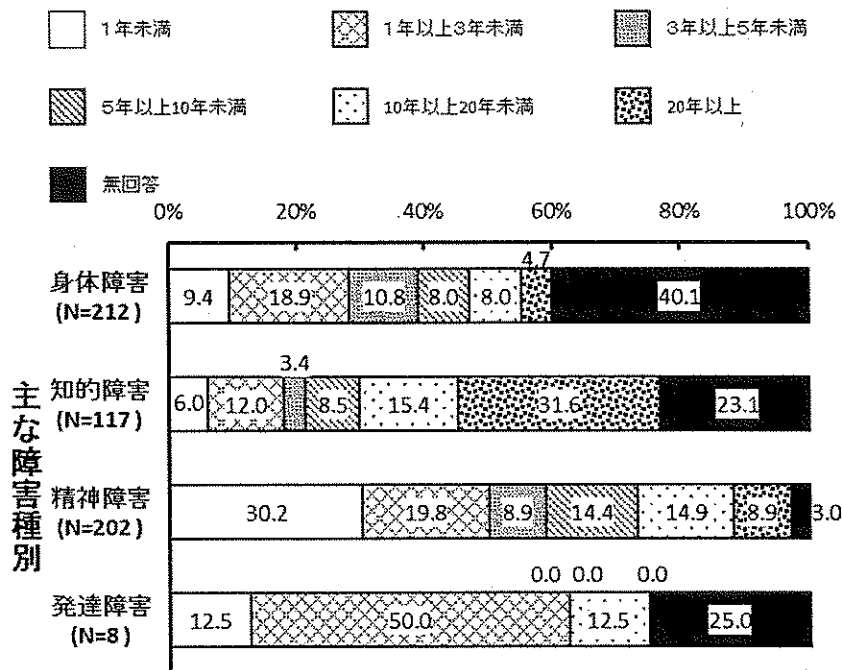 1年未満 1年以上3年未満 3年以上5年未満
5年以上10年未満 10年以上20年未満 20年以上
無回答
0% 20% 40% 60% 80% 100%
4.7
身体障害
(N=212)
9.4 18.9 10.8 8.0 8.0 40.1
3.4
知的障害
(N=117)
6.0 12.0 8.5 15.4 31.6 23.1
主な障害種別
精神障害
(N=202)
30.2 19.8 8.9 14.4 14.9 8.9 3.0
0.0 0.0 0.0
発達障害
(N=8)
12.5 50.0 12.5 25.0